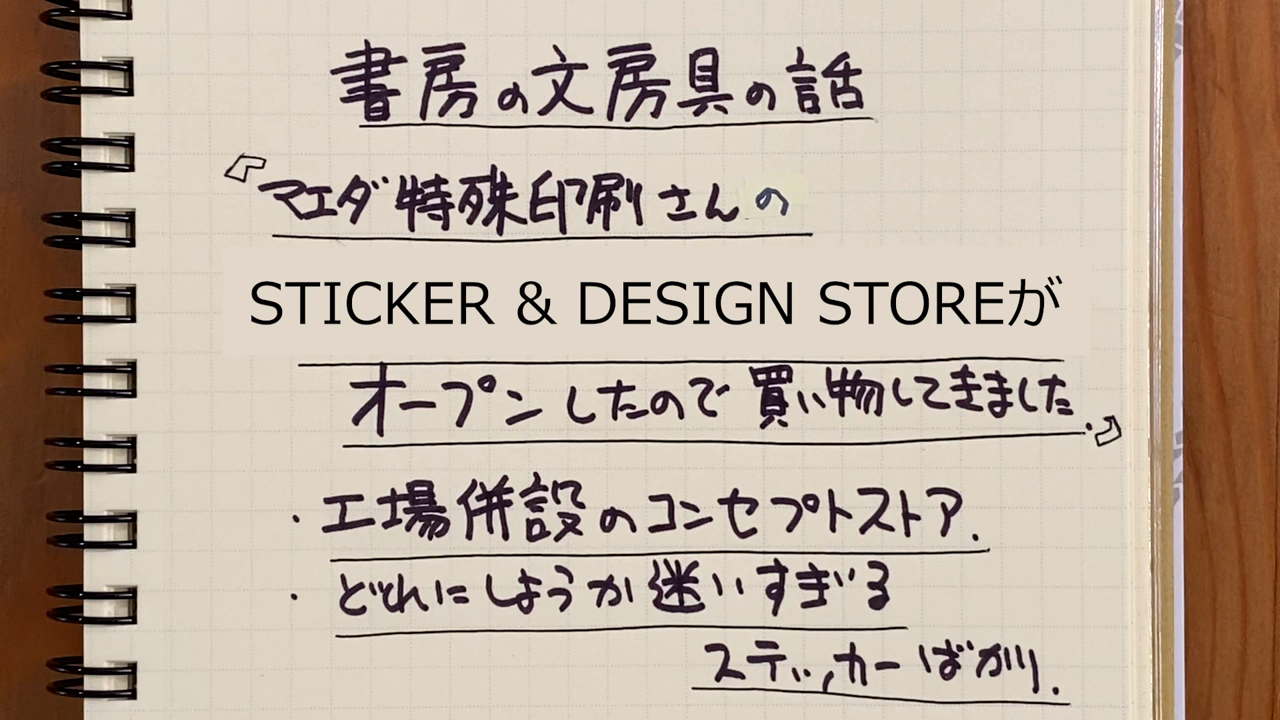 書房の文房具の話
『マエダ特殊印刷さんの
STICKER & DESIGN STOREが
オープンしたので買い物してきました.』
・工場併設のコンセプトストア.
・どれにしようか迷いすぎる
ステッカーばかり.